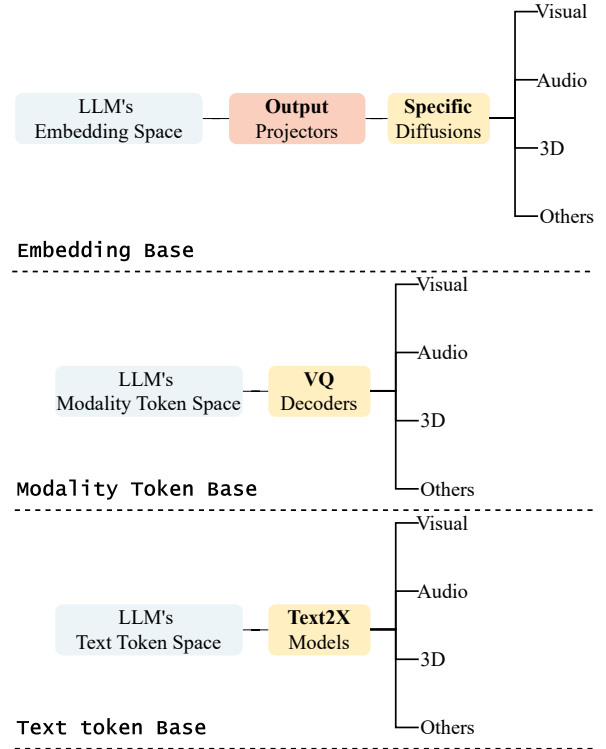 Visual
Audio
LLM's
Embedding Space
Output
Projectors
Specific
Diffusions
3D
Others
Embedding Base
Visual
Audio
LLM's
Modality Token Space
VQ
Decoders
3D
Others
Modality Token Base
Visual
Audio
LLM's
Text Token Space
Text2X
Models
3D
Others
Text token Base